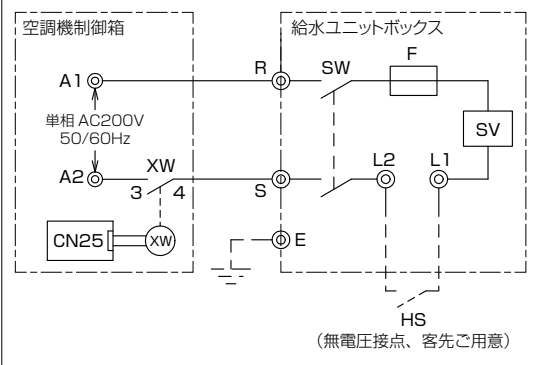 空調機制御箱
給水ユニットボックス
A1
R
SW
F
単相 AC200V
50/60Hz
SV
A2
XW
3
4
S
L2
L1
CN25
XW
E
HS
(無電圧接点、客先ご用意)